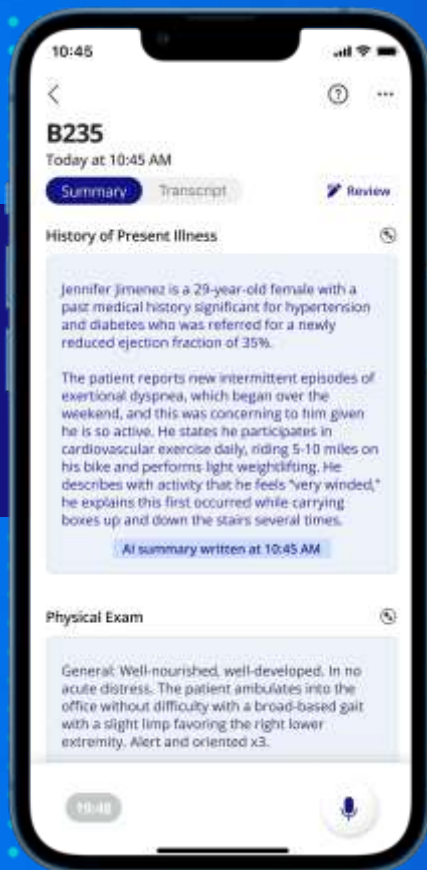 10:45
B235
Today at 10:45 AM
Summary Transcript Review
History of Present Illness
Jennifer Jimenez is a 29-year-old female with a
past medical history significant for hypertension
and diabetes who was referred for a newly
reduced ejection fraction of 35%.
The patient reports new intermittent episodes of
exertional dyspnea, which began over the
weekend, and this was concerning to him given
he is so active. He states he participates in
cardiovascular exercise daily, riding 5-10 miles on
his bike and performs light weightlifting. He
describes with activity that he feels "very winded,"
he explains this first occurred while carrying
boxes up and down the stairs several times.
AI summary written at 10:45 AM
Physical Exam
General: Well-nourished, well-developed. In no
acute distress. The patient ambulates into the
office without difficulty with a broad-based gait
with a slight limp favoring the right lower
extremity. Alert and oriented x3.